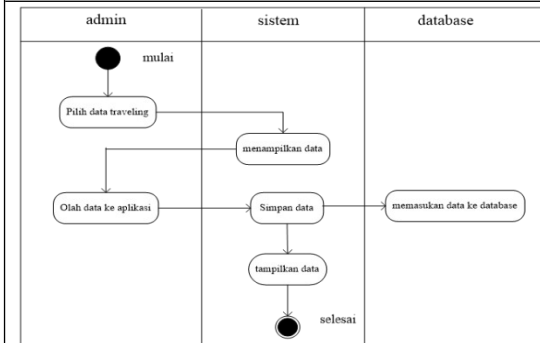 admin
sistem
database
mulai
Pilih data traveling
menampilkan data
Olah data ke aplikasi
Simpan data
memasukan data ke database
tampilkan data
selesai